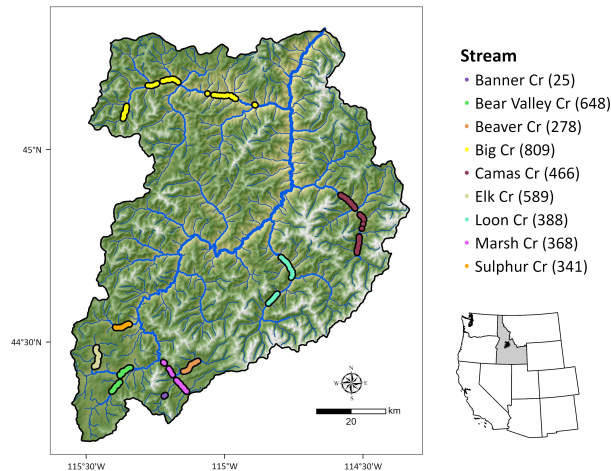 Stream
Banner Cr (25)
Bear Valley Cr (648)
Beaver Cr (278)
Big Cr (809)
Camas Cr (466)
Elk Cr (589)
Loon Cr (388)
Marsh Cr (368)
Sulphur Cr (341)
45°N
44°30'N
N
W E
S
km
20
115°30'W
115°W
114°30'W